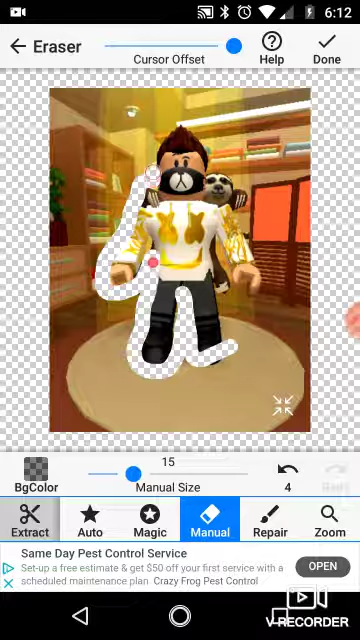 6:12
Eraser
Cursor Offset
Help
Done
15
BgColor
Manual Size
4
Extract
Auto
Magic
Manual
Repair
Zoom
Same Day Pest Control Service
Set-up a free estimate & get $50 off your first service with a
scheduled maintenance plan Crazy Frog Pest Control
OPEN
V-RECORDER